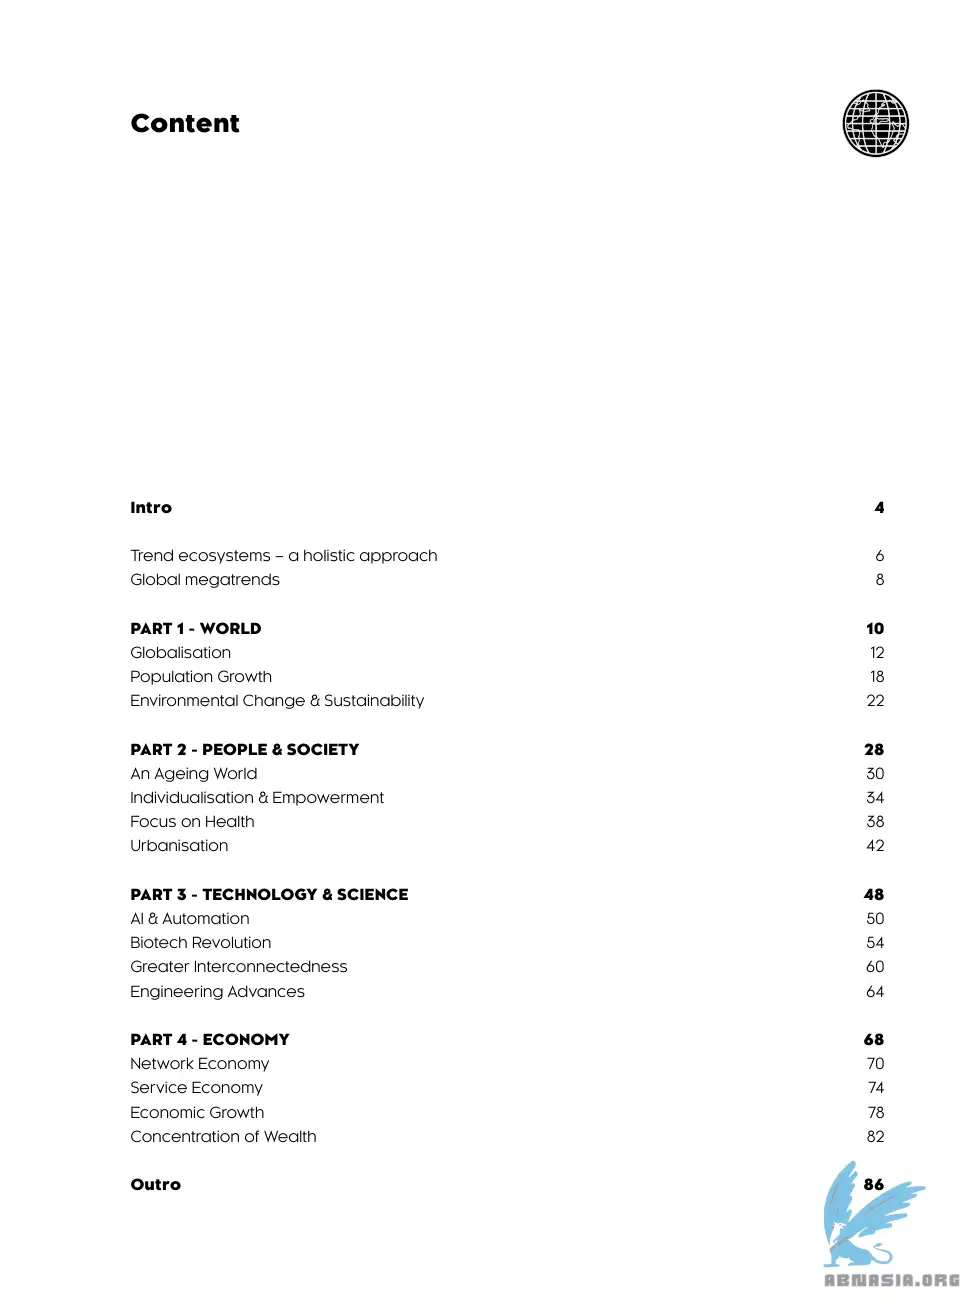 Content
Intro 4
Trend ecosystems – a holistic approach 6
Global megatrends 8
PART 1 - WORLD 10
Globalisation 12
Population Growth 18
Environmental Change & Sustainability 22
PART 2 - PEOPLE & SOCIETY 28
An Ageing World 30
Individualisation & Empowerment 34
Focus on Health 38
Urbanisation 42
PART 3 - TECHNOLOGY & SCIENCE 48
AI & Automation 50
Biotech Revolution 54
Greater Interconnectedness 60
Engineering Advances 64
PART 4 - ECONOMY 68
Network Economy 70
Service Economy 74
Economic Growth 78
Concentration of Wealth 82
Outro 86
ABNASIA.ORG